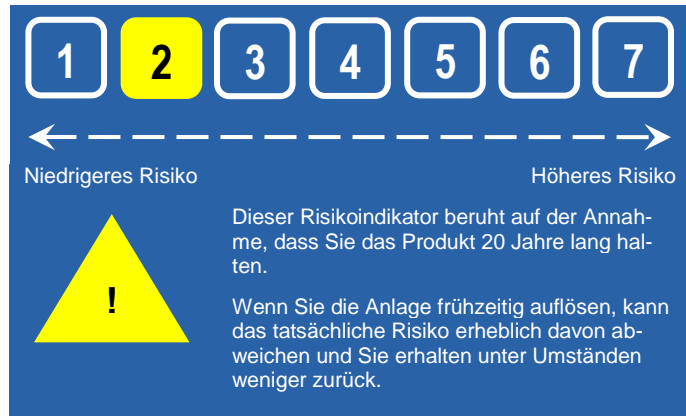 1 2 3 4 5 6 7
Niedrigeres Risiko Höheres Risiko
!
Dieser Risikoindikator beruht auf der Annah-
me, dass Sie das Produkt 20 Jahre lang hal-
ten.
Wenn Sie die Anlage frühzeitig auflösen, kann
das tatsächliche Risiko erheblich davon ab-
weichen und Sie erhalten unter Umständen
weniger zurück.